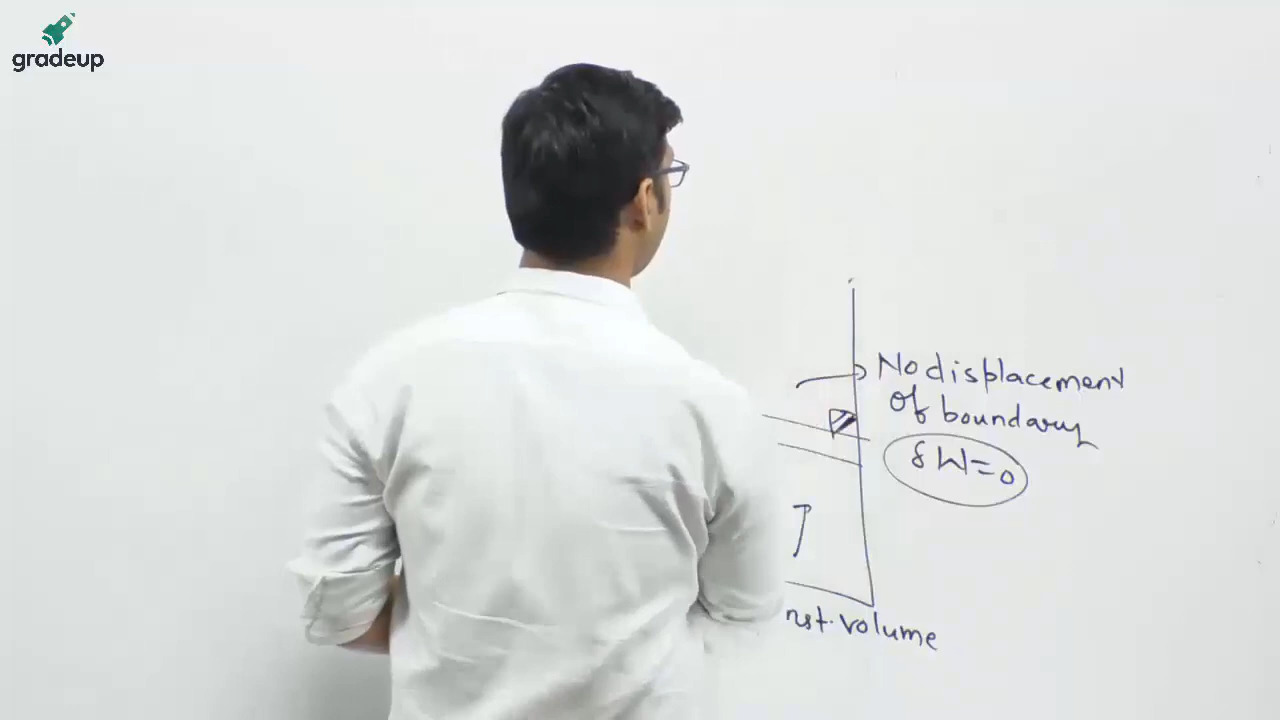 gradeup
No displacement
of boundary
δW=0
nst. volume